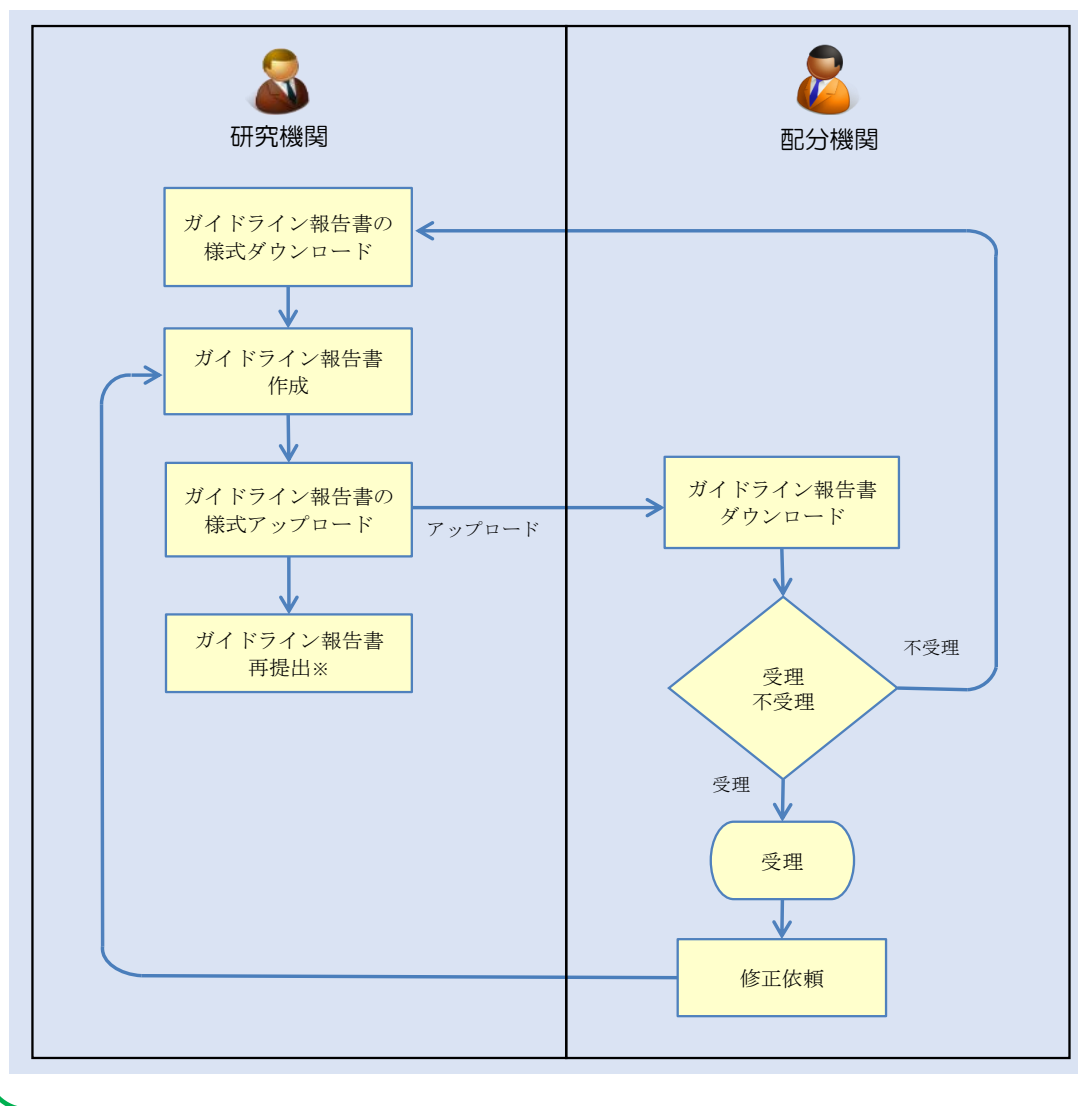 研究機関
配分機関
ガイドライン報告書の
様式ダウンロード
ガイドライン報告書
作成
ガイドライン報告書の
様式アップロード
アップロード
ガイドライン報告書
ダウンロード
ガイドライン報告書
再提出※
不受理
受理
不受理
受理
受理
修正依頼